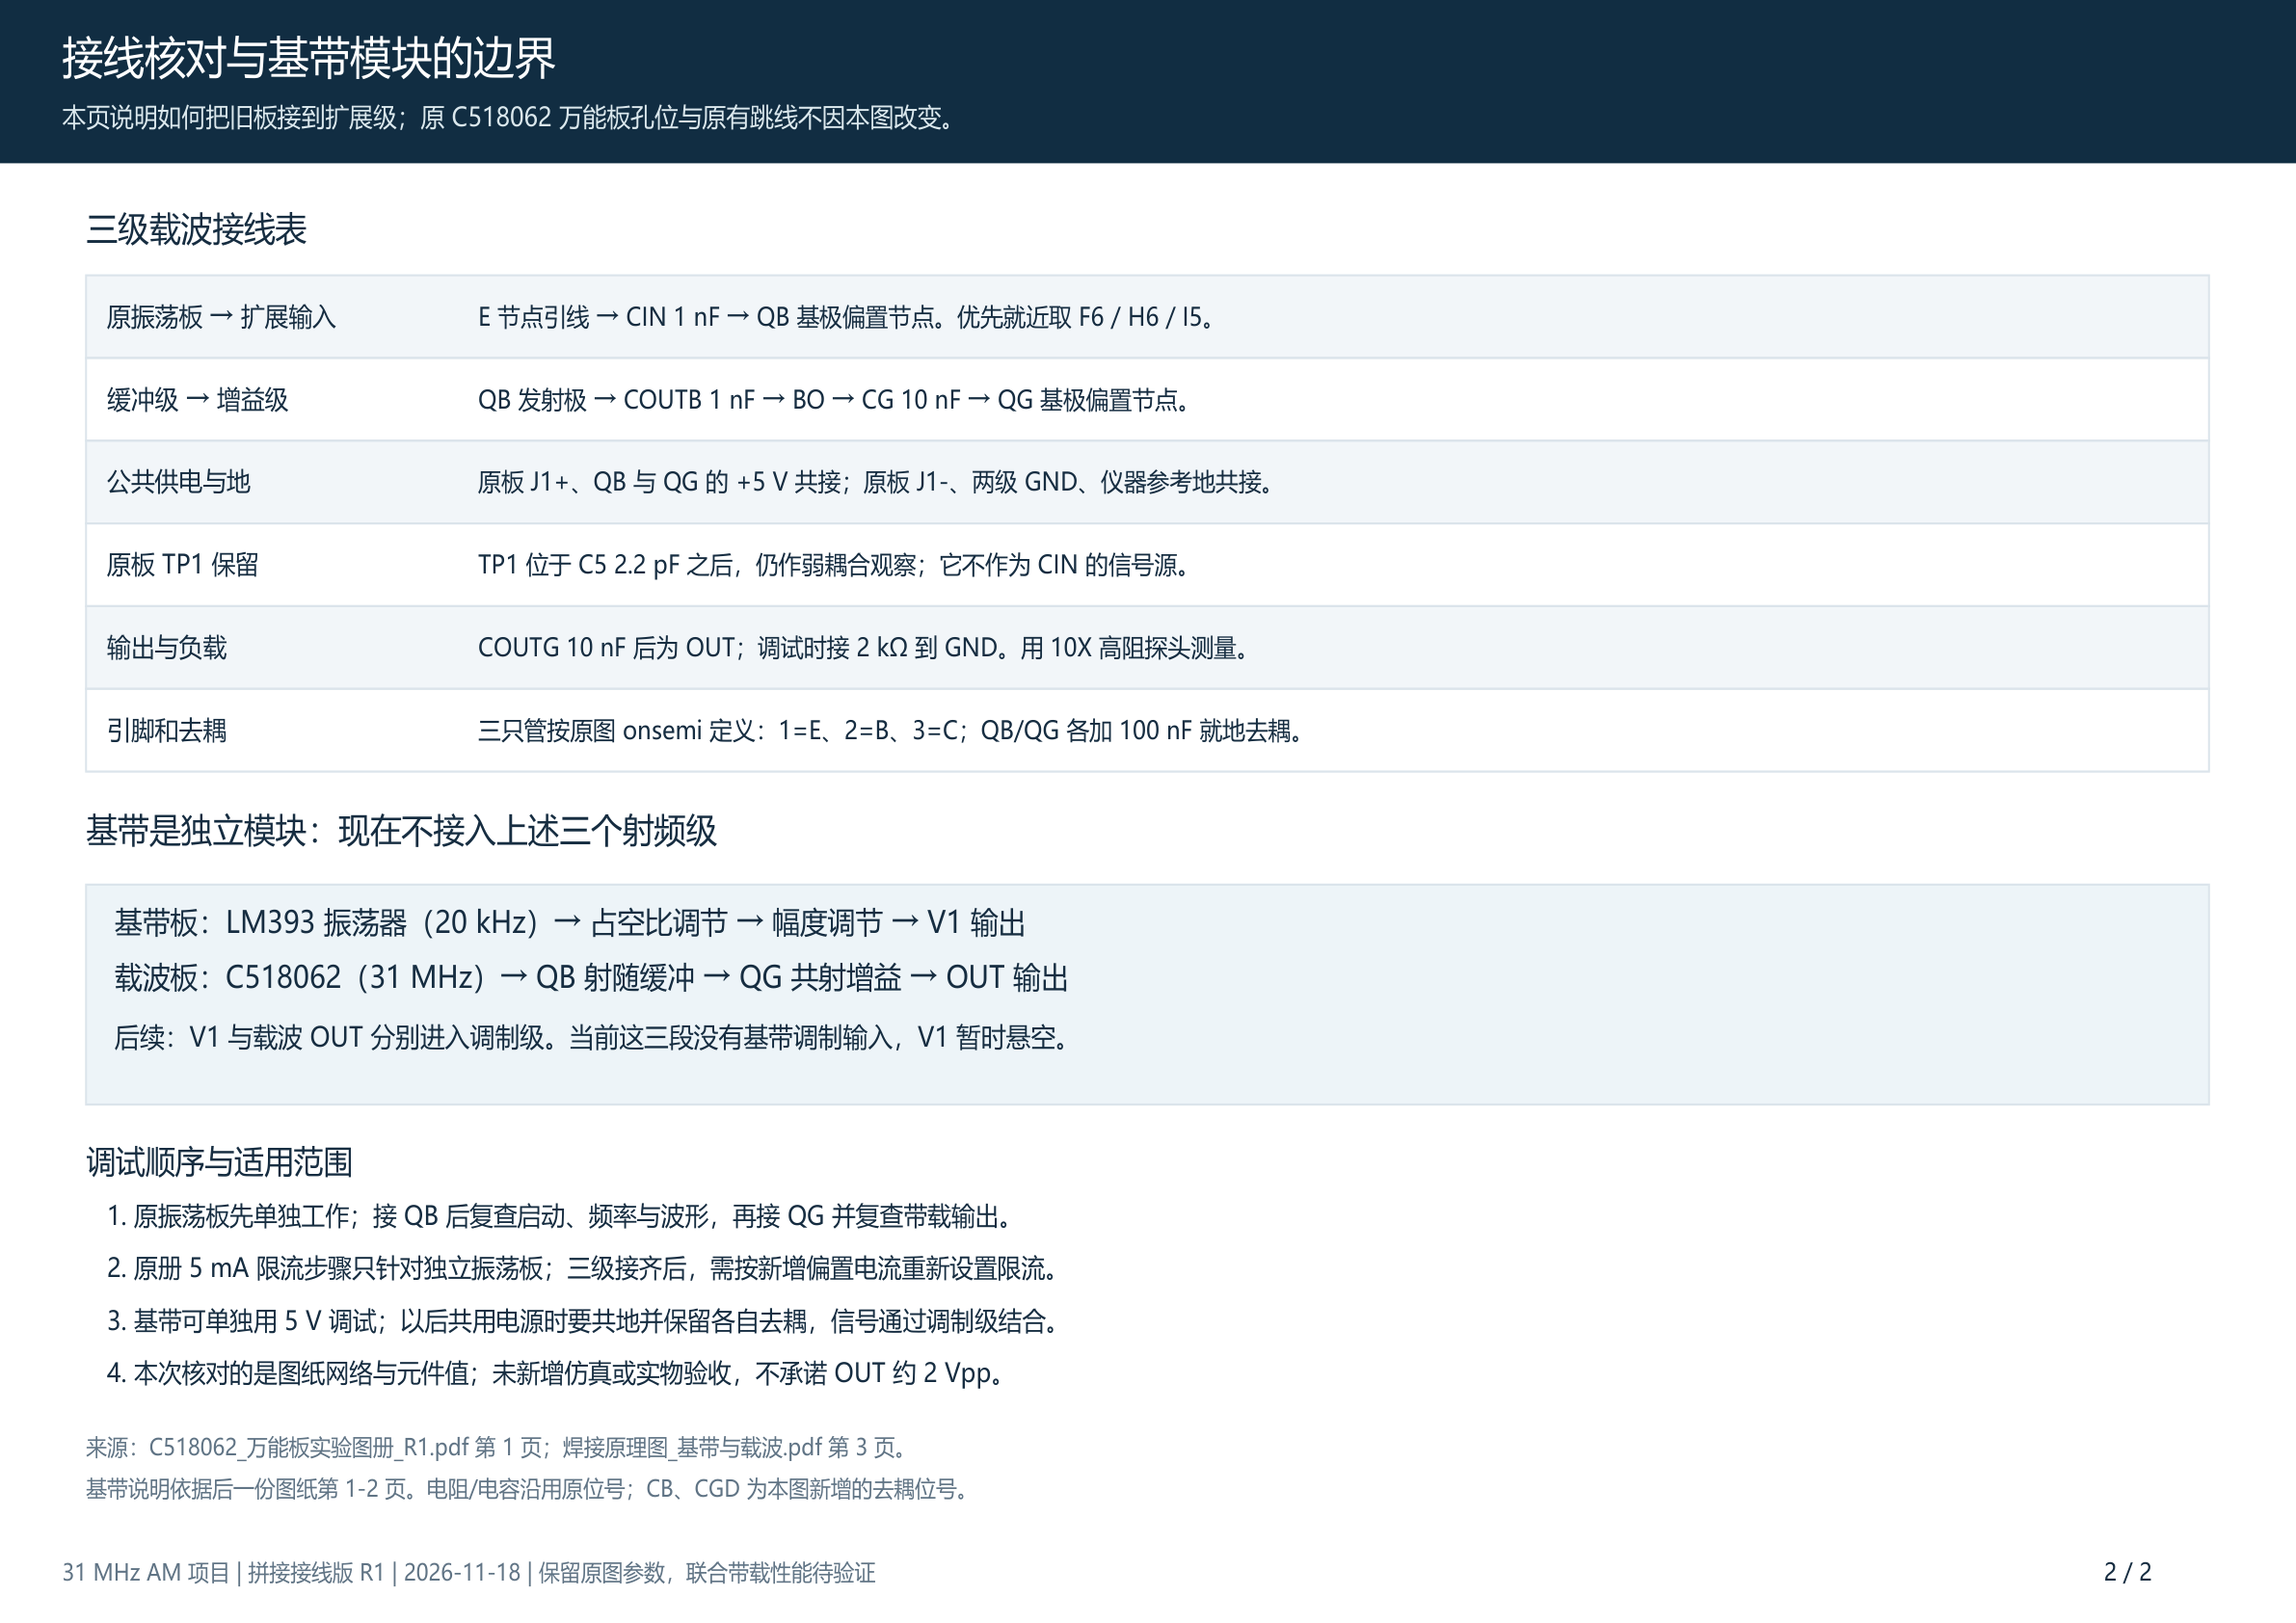 接线核对与基带模块的边界
本页说明如何把旧板接到扩展级；原 C518062 万能板孔位与原有跳线不因本图改变。
三级载波接线表
原振荡板 → 扩展输入 E 节点引线 → CIN 1 nF → QB 基极偏置节点。优先就近取 F6 / H6 / I5。
缓冲级 → 增益级 QB 发射极 → COUTB 1 nF → BO → CG 10 nF → QG 基极偏置节点。
公共供电与地 原板 J1+、QB 与 QG 的 +5 V 共接；原板 J1-、两级 GND、仪器参考地共接。
原板 TP1 保留 TP1 位于 C5 2.2 pF 之后，仍作弱耦合观察；它不作为 CIN 的信号源。
输出与负载 COUTG 10 nF 后为 OUT；调试时接 2 kΩ 到 GND。用 10X 高阻探头测量。
引脚和去耦 三只管按原图 onsemi 定义：1=E、2=B、3=C；QB/QG 各加 100 nF 就地去耦。
基带是独立模块：现在不接入上述三个射频级
基带板：LM393 振荡器（20 kHz）→ 占空比调节 → 幅度调节 → V1 输出
载波板：C518062（31 MHz）→ QB 射随缓冲 → QG 共射增益 → OUT 输出
后续：V1 与载波 OUT 分别进入调制级。当前这三段没有基带调制输入，V1 暂时悬空。
调试顺序与适用范围
1. 原振荡板先单独工作；接 QB 后复查启动、频率与波形，再接 QG 并复查带载输出。
2. 原册 5 mA 限流步骤只针对独立振荡板；三级接齐后，需按新增偏置电流重新设置限流。
3. 基带可单独用 5 V 调试；以后共用电源时要共地并保留各自去耦，信号通过调制级结合。
4. 本次核对的是图纸网络与元件值；未新增仿真或实物验收，不承诺 OUT 约 2 Vpp。
来源：C518062_万能板实验图册_R1.pdf 第 1 页；焊接原理图_基带与载波.pdf 第 3 页。
基带说明依据后一份图纸第 1-2 页。电阻/电容沿用原位号；CB、CGD 为本图新增的去耦位号。
31 MHz AM 项目 | 拼接接线版 R1 | 2026-11-18 | 保留原图参数，联合带载性能待验证 2 / 2